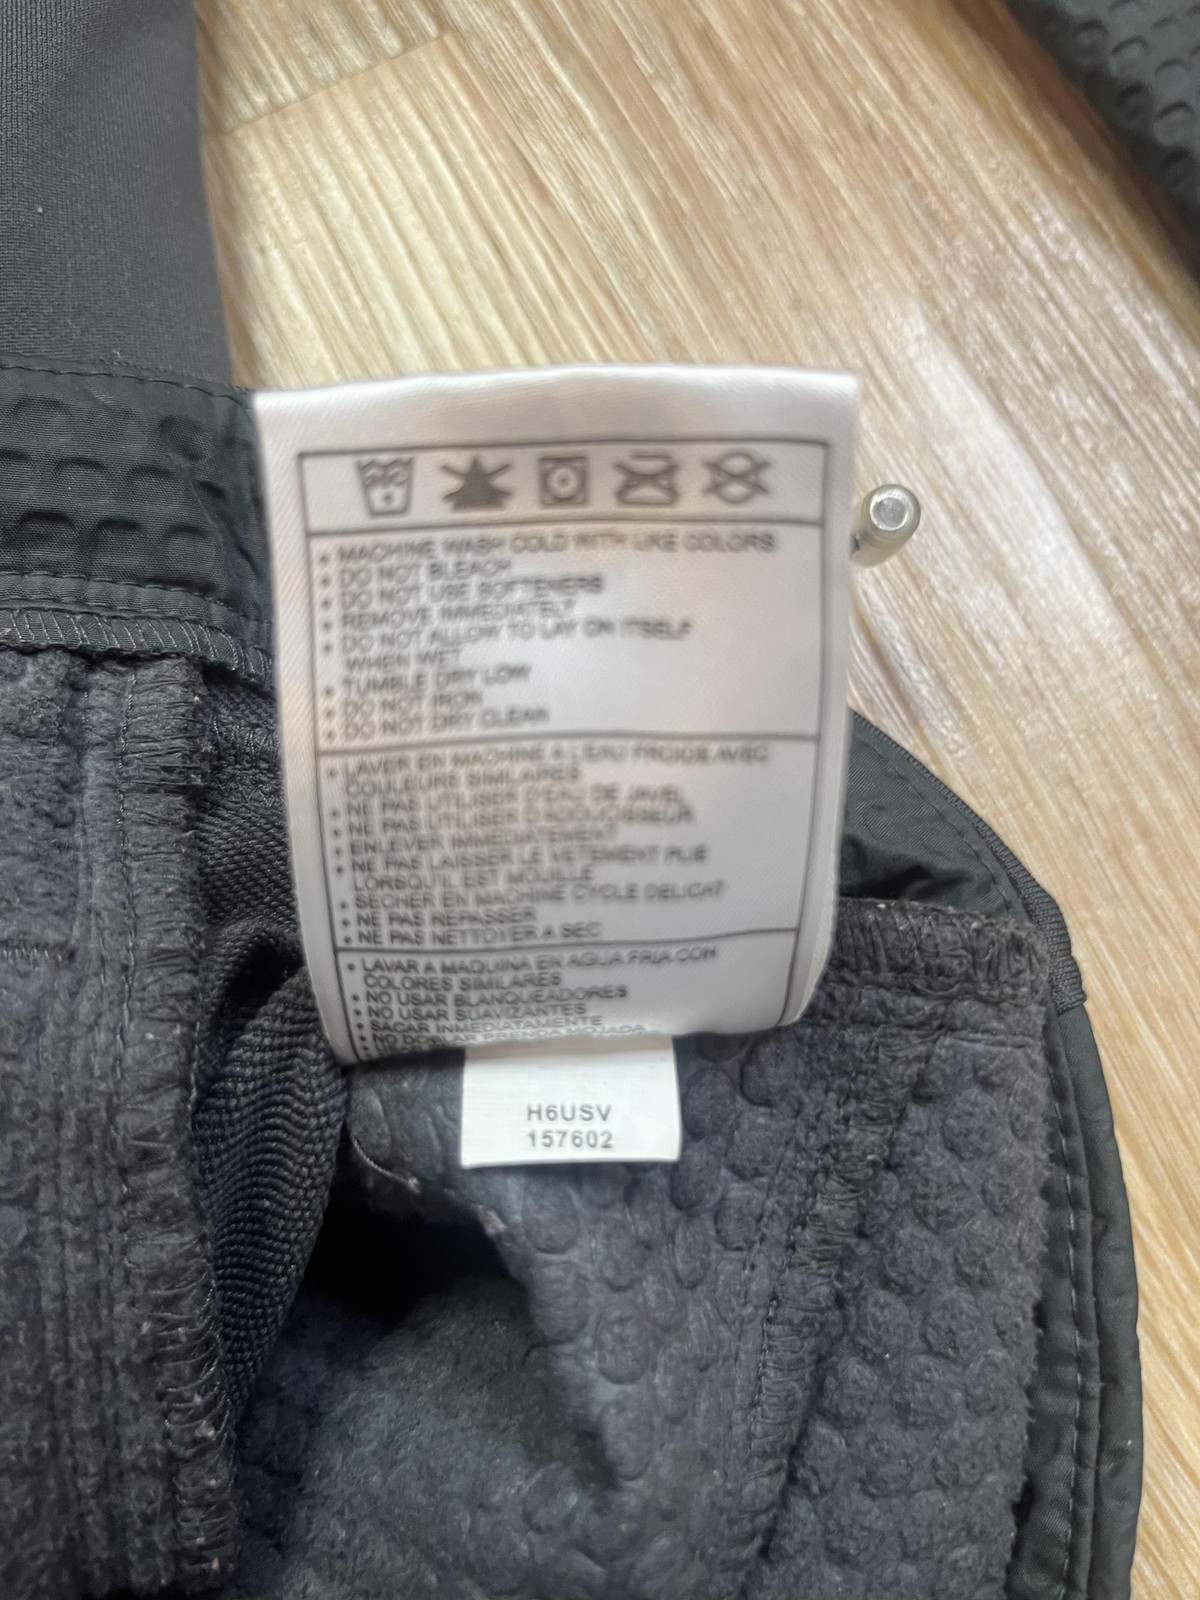 • MACHINE WASH COLD WITH LIKE COLORS
• DO NOT BLEACH
• DO NOT USE SOFTENERS
• REMOVE IMMEDIATELY
• DO NOT ALLOW TO LAY ON ITSELF
WHEN WET
• TUMBLE DRY LOW
• DO NOT IRON
• DO NOT DRY CLEAN
• LAVER EN MACHINE A L'EAU FROIDE AVEC
COULEURS SIMILAIRES
• NE PAS UTILISER D'EAU DE JAVEL
• NE PAS UTILISER D'ADOUCISSEUR
• ENLEVER IMMEDIATEMENT
• NE PAS LAISSER LE VETEMENT PLIE
LORSQU'IL EST MOUILLE
• SECHER EN MACHINE CYCLE DELICAT
• NE PAS REPASSER
• NE PAS NETTOYER A SEC
• LAVAR A MAQUINA EN AGUA FRIA CON
COLORES SIMILARES
• NO USAR BLANQUEADORES
• NO USAR SUAVIZANTES
• SACAR INMEDIATAMENTE
• NO DOBLAR PRENDA MOJADA
H6USV
157602